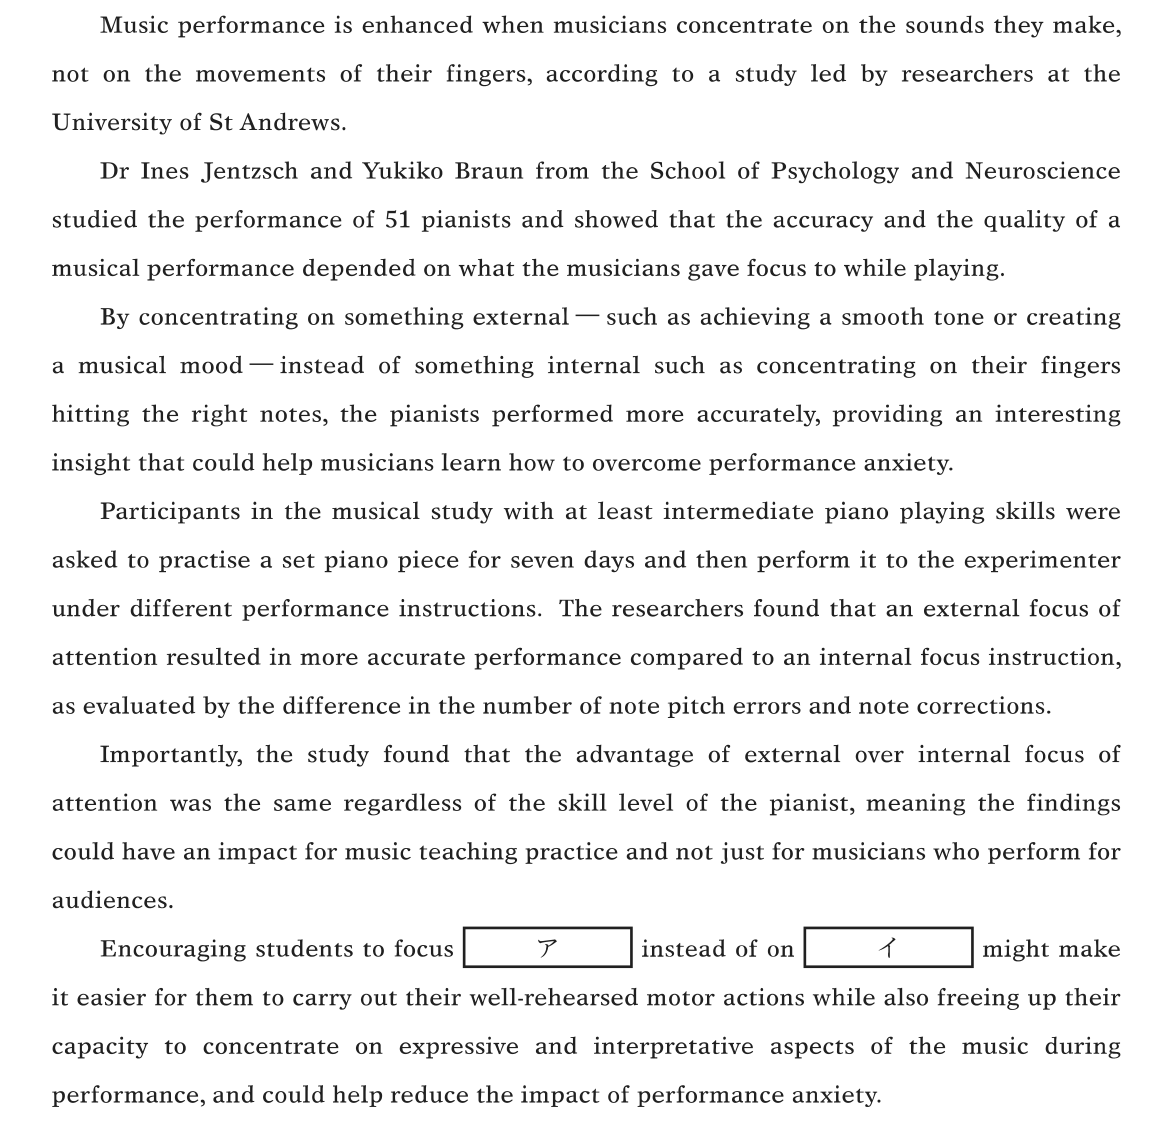 Music performance is enhanced when musicians concentrate on the sounds they make,
not on the movements of their fingers, according to a study led by researchers at the
University of St Andrews.
Dr Ines Jentzsch and Yukiko Braun from the School of Psychology and Neuroscience
studied the performance of 51 pianists and showed that the accuracy and the quality of a
musical performance depended on what the musicians gave focus to while playing.
By concentrating on something external — such as achieving a smooth tone or creating
a musical mood — instead of something internal such as concentrating on their fingers
hitting the right notes, the pianists performed more accurately, providing an interesting
insight that could help musicians learn how to overcome performance anxiety.
Participants in the musical study with at least intermediate piano playing skills were
asked to practise a set piano piece for seven days and then perform it to the experimenter
under different performance instructions. The researchers found that an external focus of
attention resulted in more accurate performance compared to an internal focus instruction,
as evaluated by the difference in the number of note pitch errors and note corrections.
Importantly, the study found that the advantage of external over internal focus of
attention was the same regardless of the skill level of the pianist, meaning the findings
could have an impact for music teaching practice and not just for musicians who perform for
audiences.
Encouraging students to focus ア instead of on イ might make
it easier for them to carry out their well-rehearsed motor actions while also freeing up their
capacity to concentrate on expressive and interpretative aspects of the music during
performance, and could help reduce the impact of performance anxiety.